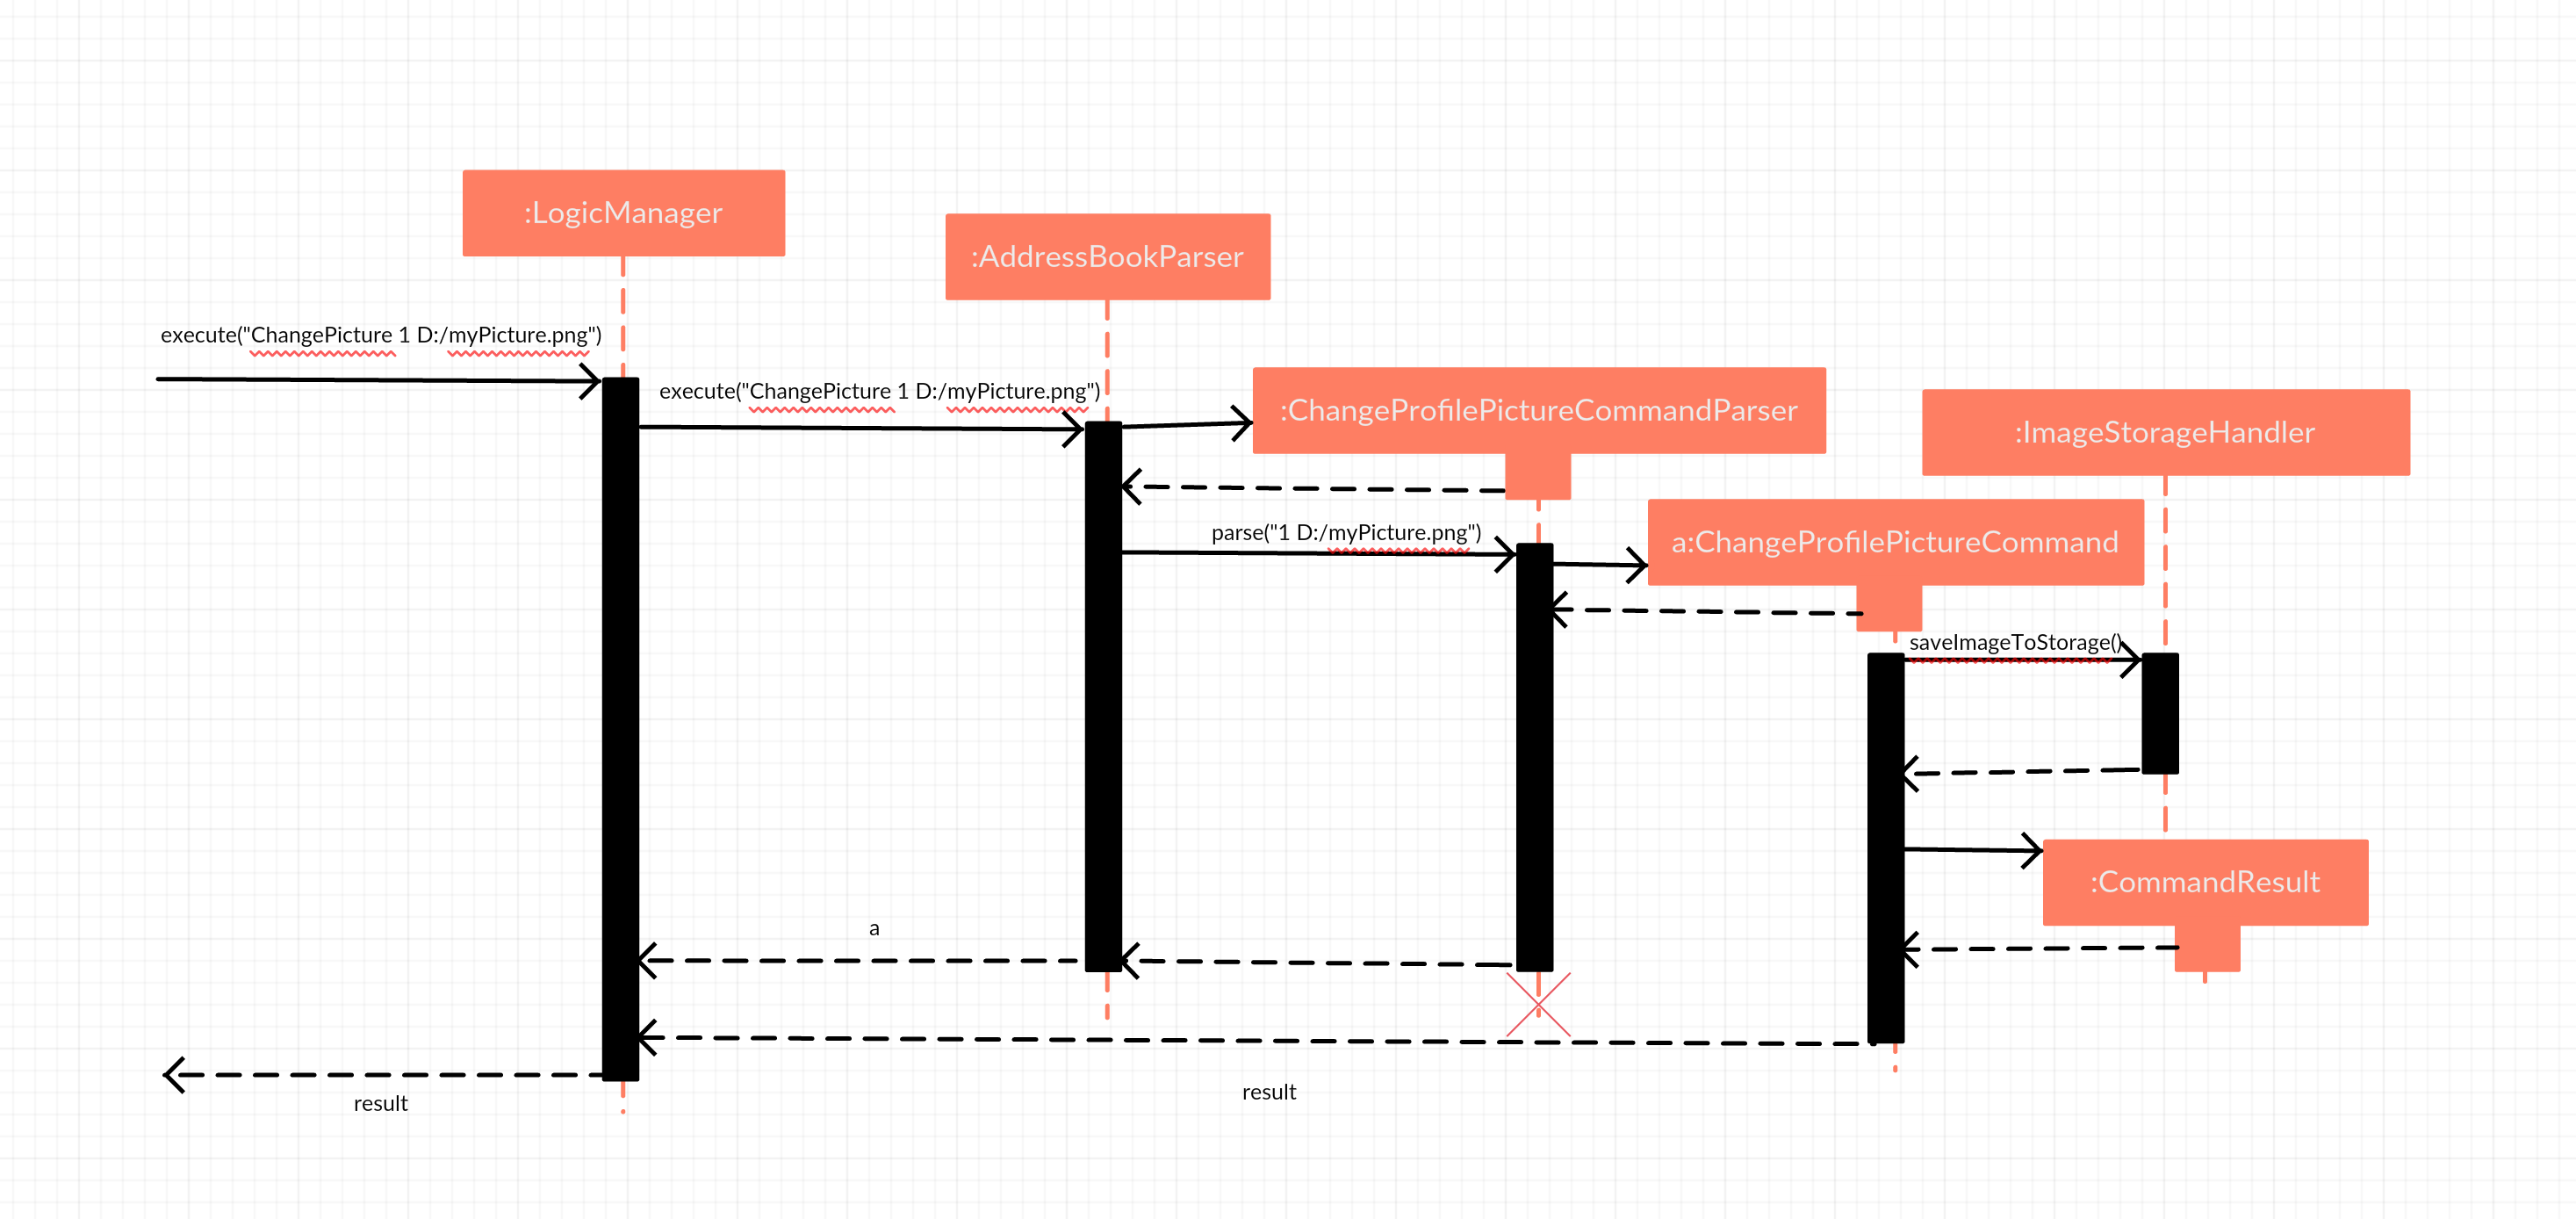 :LogicManager
:AddressBookParser
execute("ChangePicture 1 D:/myPicture.png")
execute("ChangePicture 1 D:/myPicture.png")
:ChangeProfilePictureCommandParser
:ImageStorageHandler
parse("1 D:/myPicture.png")
a:ChangeProfilePictureCommand
saveImageToStorage()
:CommandResult
a
result
result